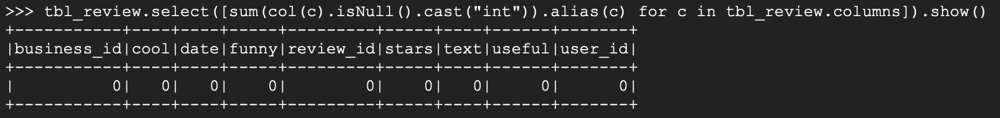 >>> tbl_review.select([sum(col(c).isNull().cast("int")).alias(c) for c in tbl_review.columns]).show()
+-----------+----+----+-----+---------+-----+----+------+-------+
|business_id|cool|date|funny|review_id|stars|text|useful|user_id|
+-----------+----+----+-----+---------+-----+----+------+-------+
|          0|   0|   0|    0|        0|    0|   0|     0|      0|
+-----------+----+----+-----+---------+-----+----+------+-------+